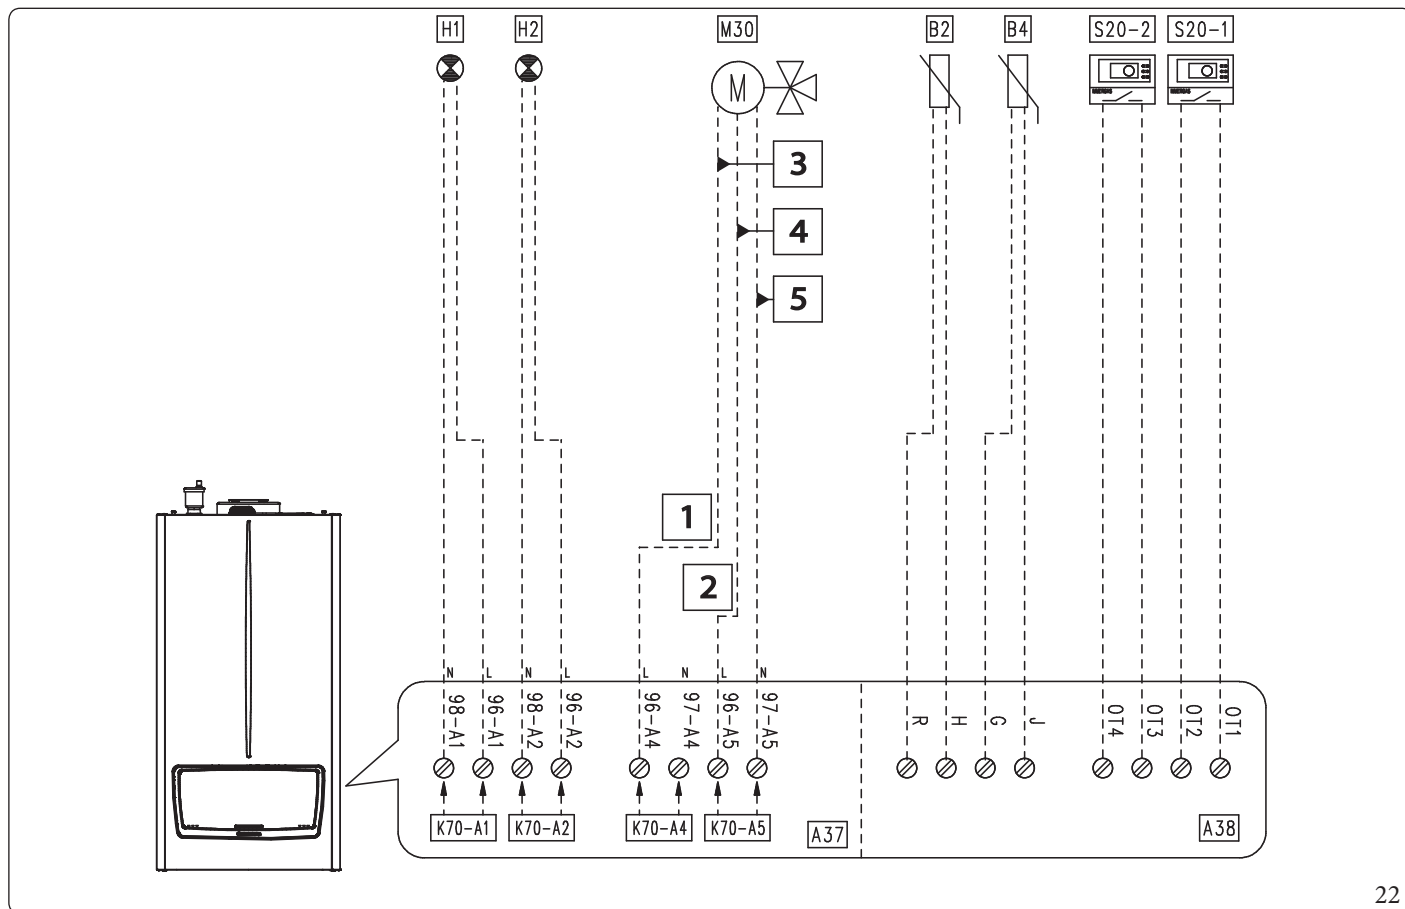 H1 H2 M30 B2 B4 S20-2 S20-1
M
3
4
5
1
2
N L N L L N L N
98-A1 96-A1 98-A2 96-A2 96-A4 97-A4 96-A5 97-A5 R H G J OT4 OT3 OT2 OT1
K70-A1 K70-A2 K70-A4 K70-A5 A37 A38
22